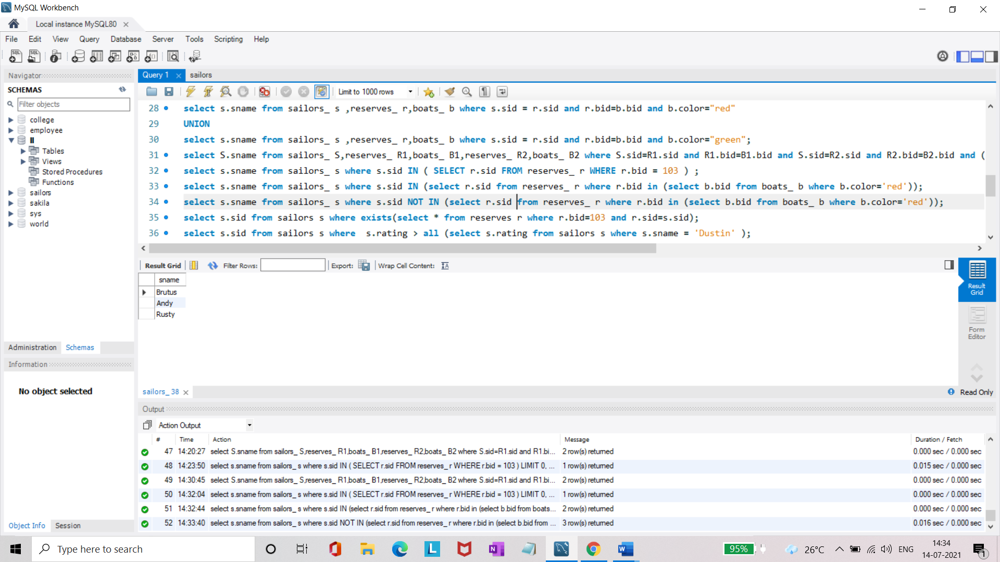 MySQL Workbench
Local instance MySQL80
File Edit View Query Database Server Tools Scripting Help
Navigator
SCHEMAS
Filter objects
college
employee
ll
Tables
Views
Stored Procedures
Functions
sailors
sakila
sys
world
Administration Schemas
Information
No object selected
Object Info Session
Query 1 sailors
Limit to 1000 rows
28 select s.sname from sailors_ s ,reserves_ r,boats_ b where s.sid = r.sid and r.bid=b.bid and b.color="red"
29 UNION
30 select s.sname from sailors_ s ,reserves_ r,boats_ b where s.sid = r.sid and r.bid=b.bid and b.color="green";
31 select S.sname from sailors_ S,reserves_ R1,boats_ B1,reserves_ R2,boats_ B2 where S.sid=R1.sid and R1.bid=B1.bid and S.sid=R2.sid and R2.bid=B2.bid and (
32 select s.sname from sailors_ s where s.sid IN ( SELECT r.sid FROM reserves_ r WHERE r.bid = 103 ) ;
33 select s.sname from sailors_ s where s.sid IN (select r.sid from reserves_ r where r.bid in (select b.bid from boats_ b where b.color='red'));
34 select s.sname from sailors_ s where s.sid NOT IN (select r.sid from reserves_ r where r.bid in (select b.bid from boats_ b where b.color='red'));
35 select s.sid from sailors s where exists(select * from reserves r where r.bid=103 and r.sid=s.sid);
36 select s.sid from sailors s where  s.rating > all (select s.rating from sailors s where s.sname = 'Dustin' );
Result Grid Filter Rows: Export: Wrap Cell Content:
sname
Brutus
Andy
Rusty
Result Grid
Form Editor
sailors_ 38
Read Only
Output
Action Output
# Time Action Message Duration / Fetch
47 14:20:27 select S.sname from sailors_ S,reserves_ R1,boats_ B1,reserves_ R2,boats_ B2 where S.sid=R1.sid and R1.bi... 2 row(s) returned 0.000 sec / 0.000 sec
48 14:23:50 select s.sname from sailors_ s where s.sid IN ( SELECT r.sid FROM reserves_ r WHERE r.bid = 103 ) LIMIT 0, ... 1 row(s) returned 0.015 sec / 0.000 sec
49 14:30:45 select S.sname from sailors_ S,reserves_ R1,boats_ B1,reserves_ R2,boats_ B2 where S.sid=R1.sid and R1.bi... 2 row(s) returned 0.000 sec / 0.000 sec
50 14:32:04 select s.sname from sailors_ s where s.sid IN ( SELECT r.sid FROM reserves_ r WHERE r.bid = 103 ) LIMIT 0, ... 1 row(s) returned 0.000 sec / 0.000 sec
51 14:32:44 select s.sname from sailors_ s where s.sid IN (select r.sid from reserves_ r where r.bid in (select b.bid from boats... 2 row(s) returned 0.000 sec / 0.000 sec
52 14:33:40 select s.sname from sailors_ s where s.sid NOT IN (select r.sid from reserves_ r where r.bid in (select b.bid from ... 3 row(s) returned 0.016 sec / 0.000 sec
Type here to search
95%
26°C
ENG
14:34
14-07-2021
1